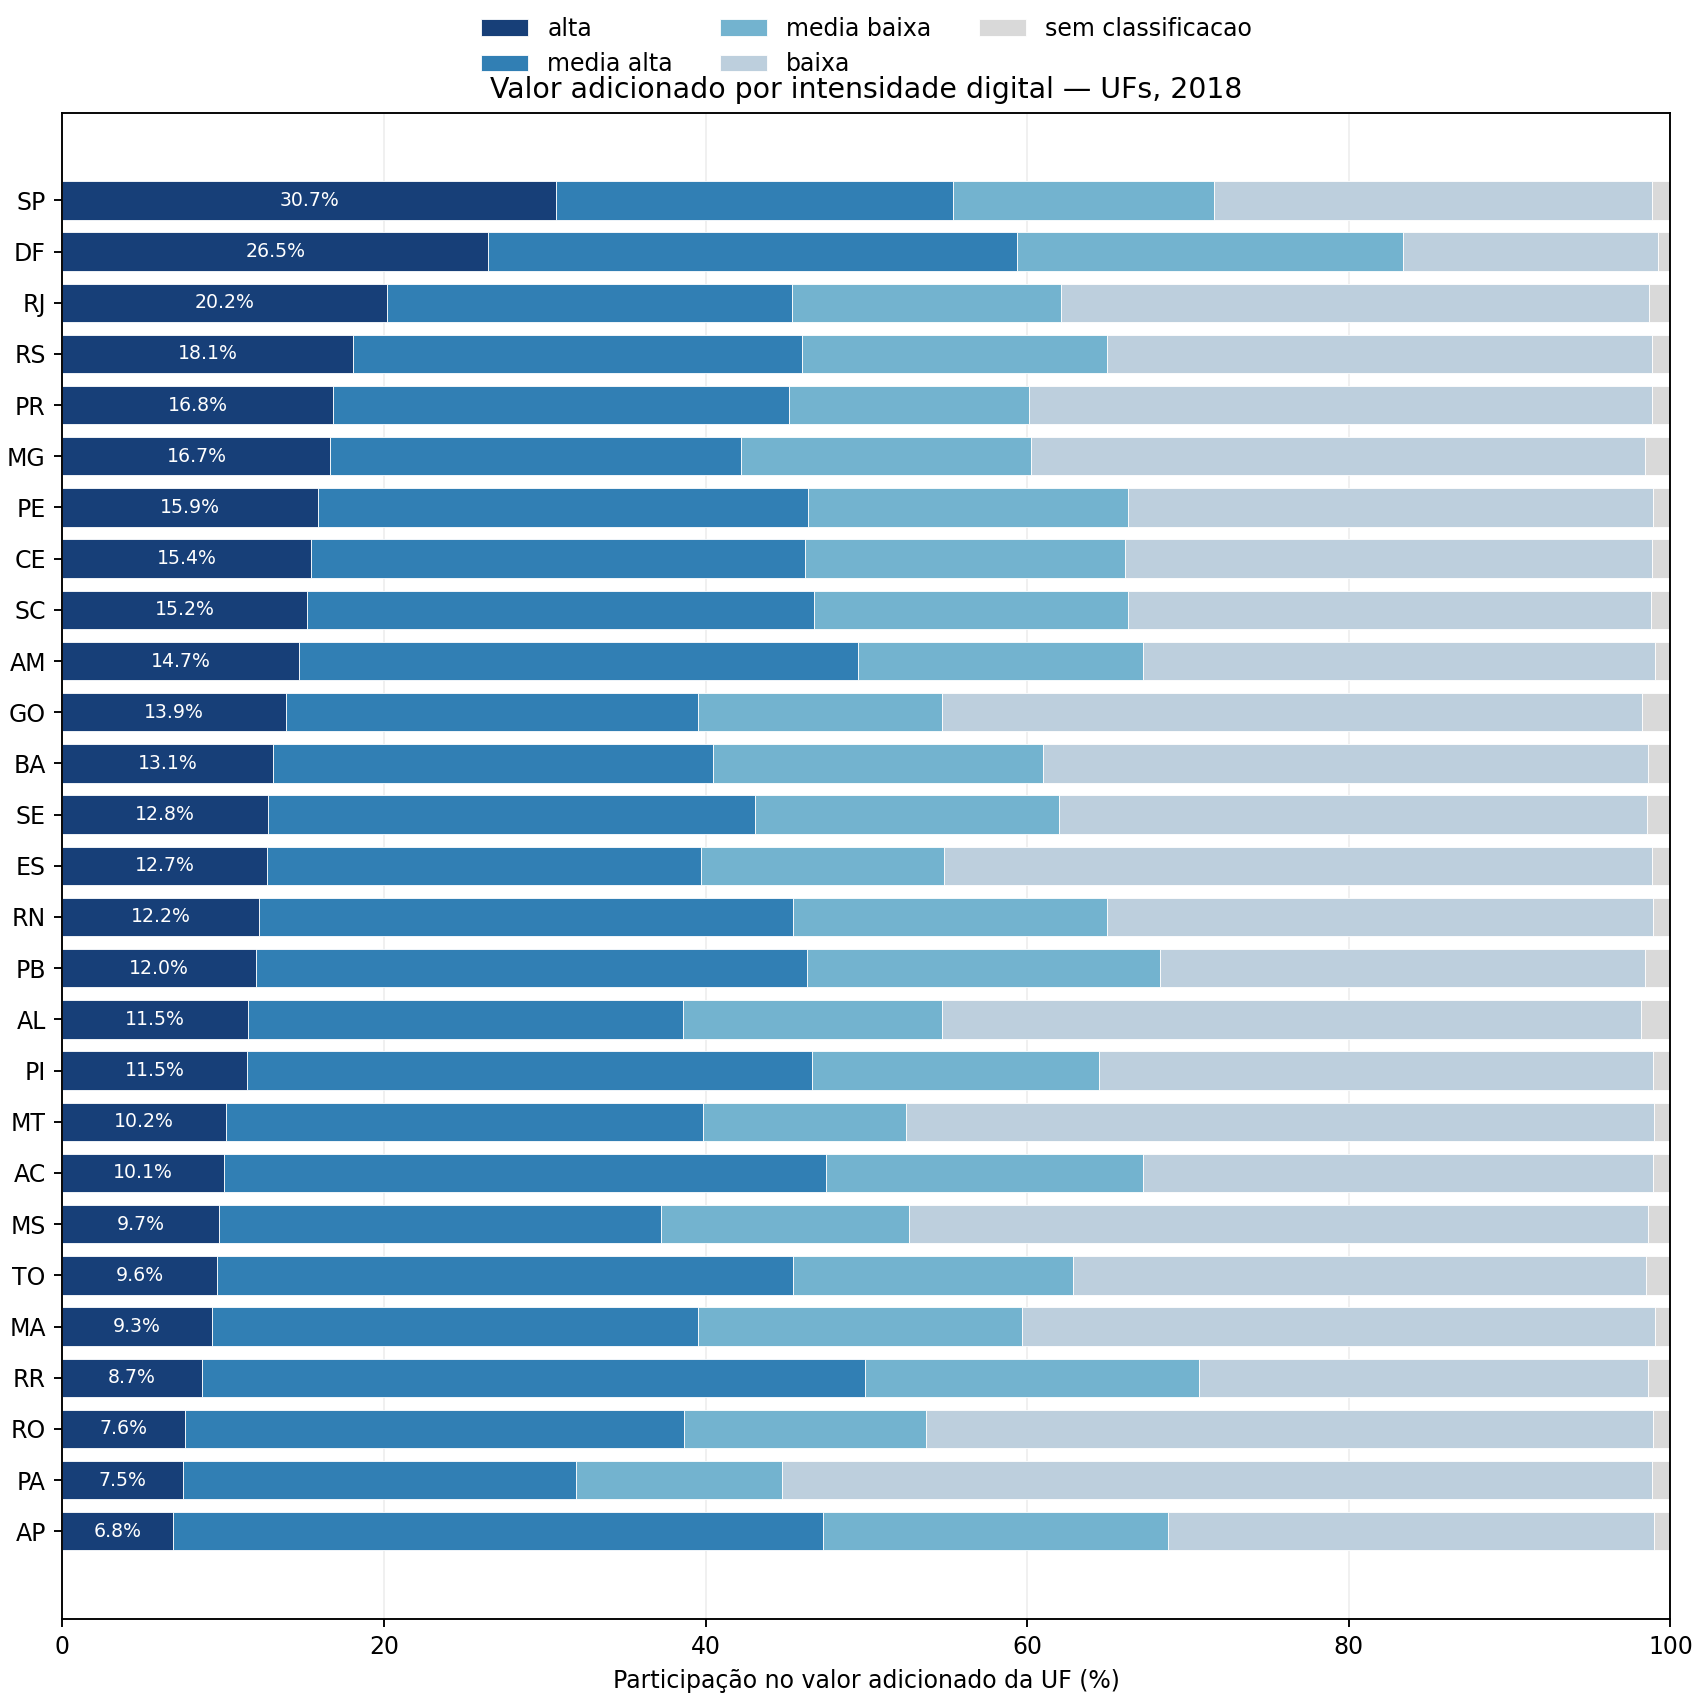 alta
media baixa
sem classificacao
media alta
baixa
Valor adicionado por intensidade digital — UFs, 2018
SP 30.7%
DF 26.5%
RJ 20.2%
RS 18.1%
PR 16.8%
MG 16.7%
PE 15.9%
CE 15.4%
SC 15.2%
AM 14.7%
GO 13.9%
BA 13.1%
SE 12.8%
ES 12.7%
RN 12.2%
PB 12.0%
AL 11.5%
PI 11.5%
MT 10.2%
AC 10.1%
MS 9.7%
TO 9.6%
MA 9.3%
RR 8.7%
RO 7.6%
PA 7.5%
AP 6.8%
0 20 40 60 80 100
Participação no valor adicionado da UF (%)